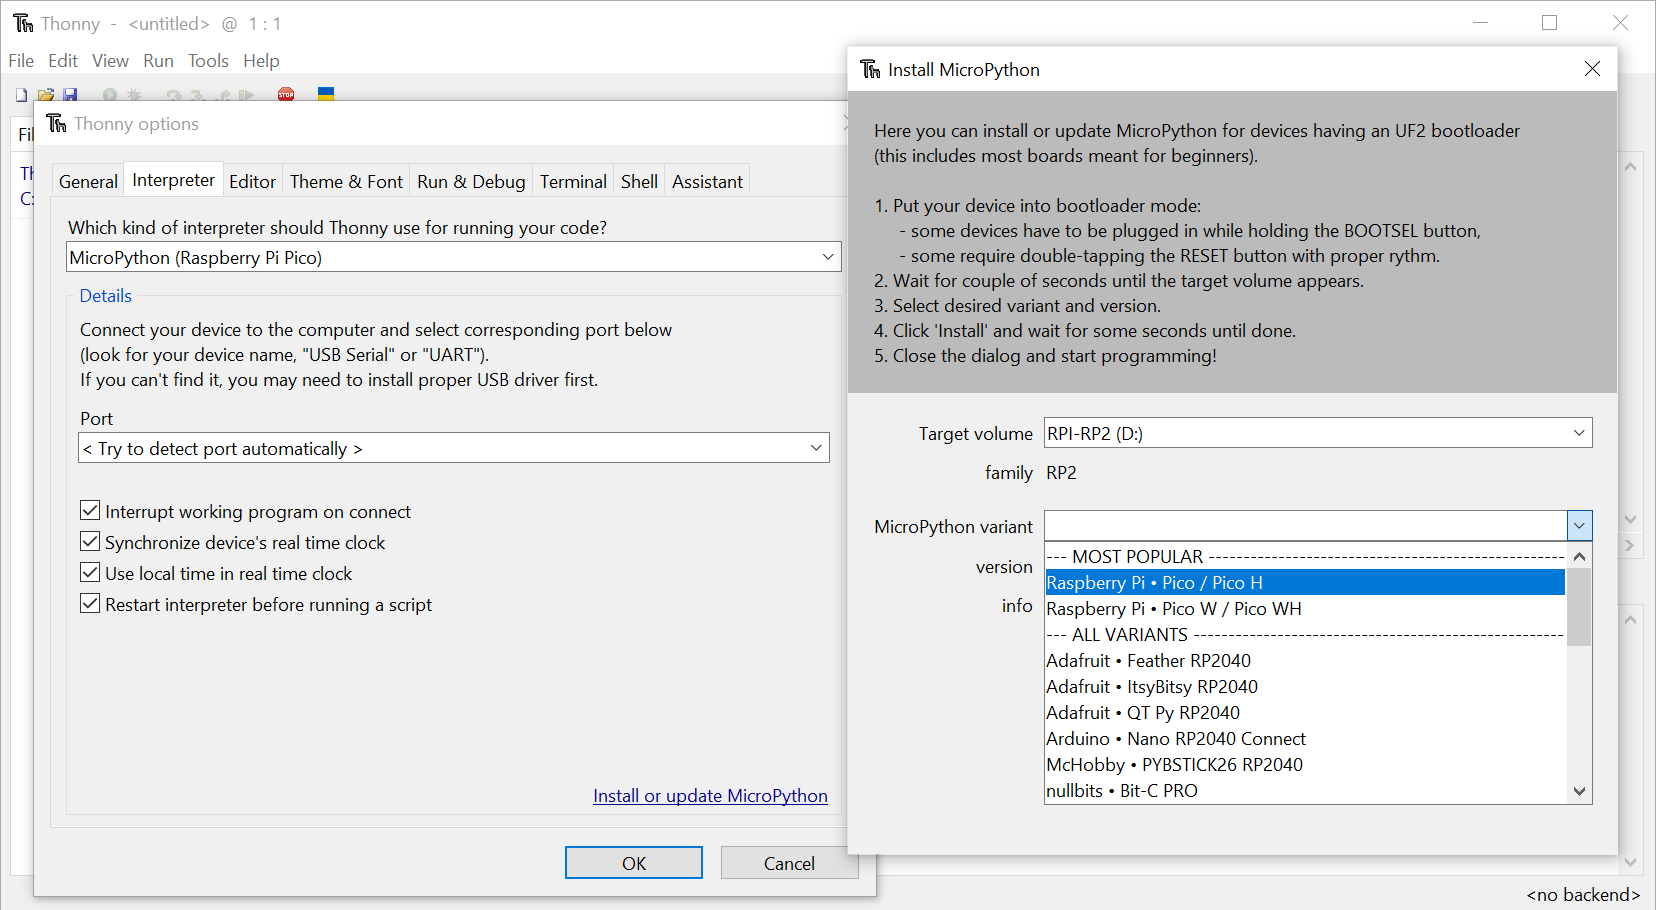 Thonny - <untitled> @ 1 : 1
File Edit View Run Tools Help
STOP
Thonny options
General Interpreter Editor Theme & Font Run & Debug Terminal Shell Assistant
Which kind of interpreter should Thonny use for running your code?
MicroPython (Raspberry Pi Pico)
Details
Connect your device to the computer and select corresponding port below
(look for your device name, "USB Serial" or "UART").
If you can't find it, you may need to install proper USB driver first.
Port
< Try to detect port automatically >
Interrupt working program on connect
Synchronize device's real time clock
Use local time in real time clock
Restart interpreter before running a script
Install or update MicroPython
OK Cancel
Install MicroPython
Here you can install or update MicroPython for devices having an UF2 bootloader
(this includes most boards meant for beginners).
1. Put your device into bootloader mode:
- some devices have to be plugged in while holding the BOOTSEL button,
- some require double-tapping the RESET button with proper rythm.
2. Wait for couple of seconds until the target volume appears.
3. Select desired variant and version.
4. Click 'Install' and wait for some seconds until done.
5. Close the dialog and start programming!
Target volume RPI-RP2 (D:)
family RP2
MicroPython variant
version
info
--- MOST POPULAR ---
Raspberry Pi • Pico / Pico H
Raspberry Pi • Pico W / Pico WH
--- ALL VARIANTS ---
Adafruit • Feather RP2040
Adafruit • ItsyBitsy RP2040
Adafruit • QT Py RP2040
Arduino • Nano RP2040 Connect
McHobby • PYBSTICK26 RP2040
nullbits • Bit-C PRO
<no backend>